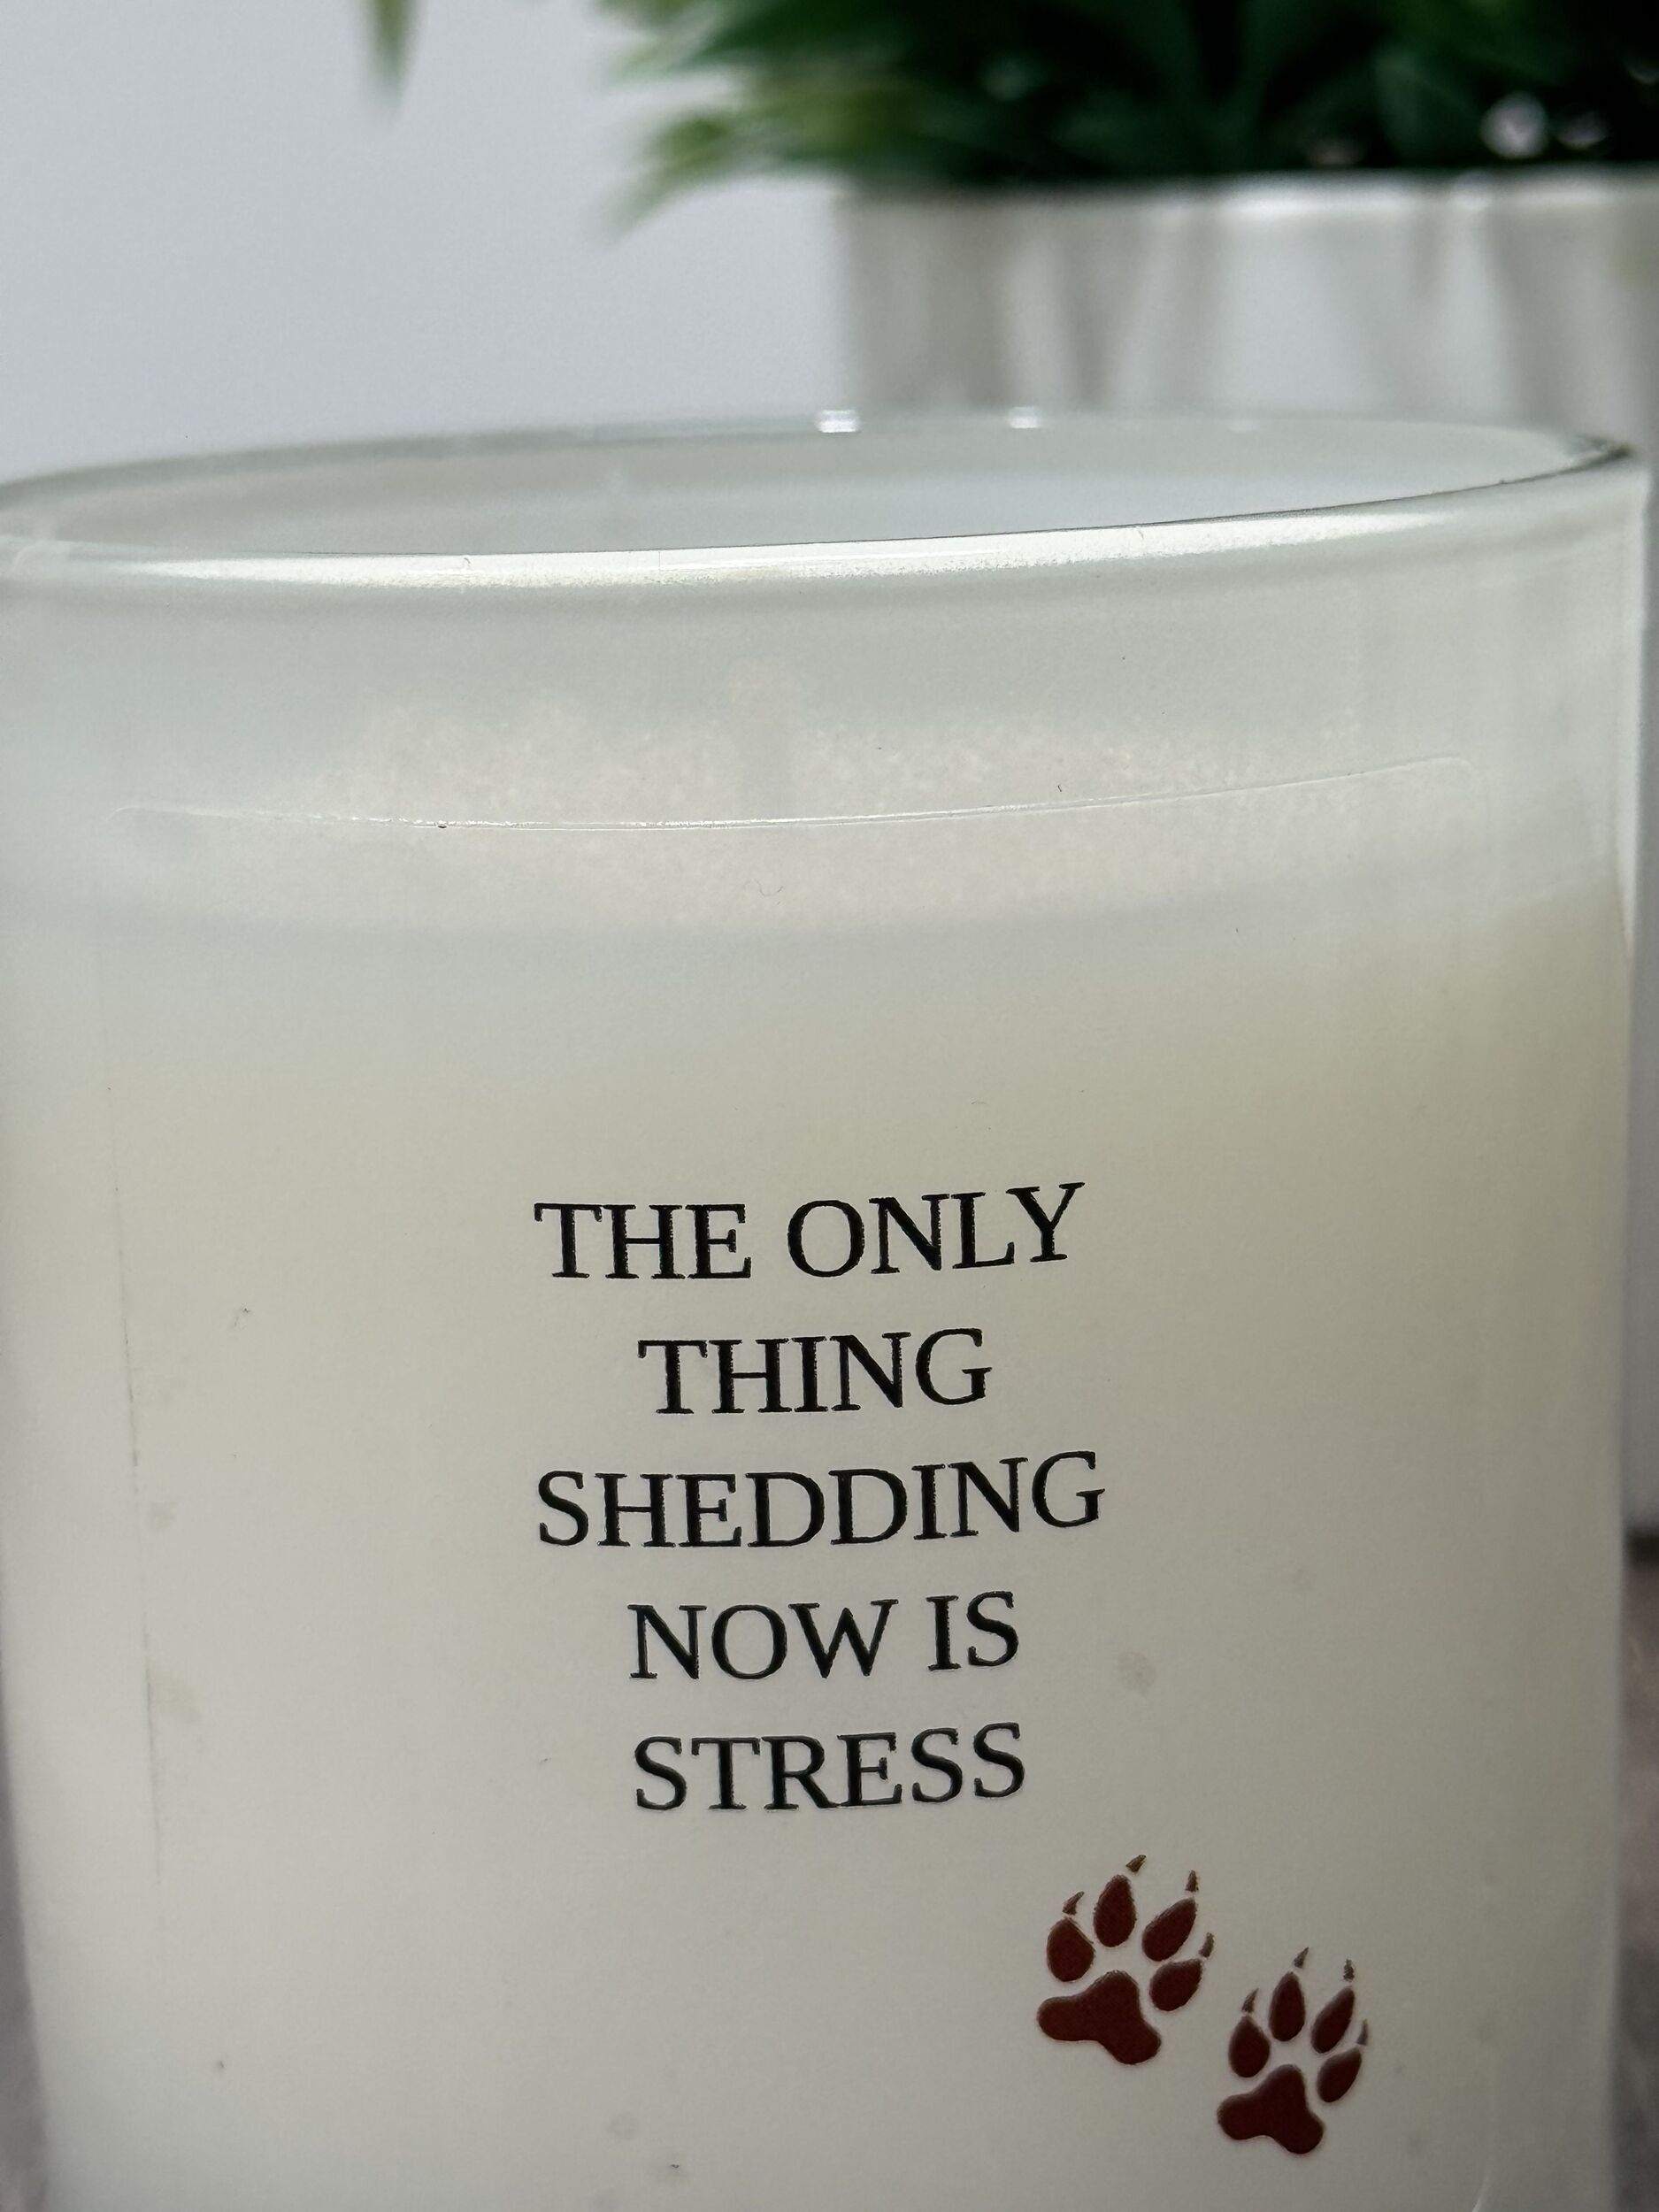 THE ONLY
THING
SHEDDING
NOW IS
STRESS